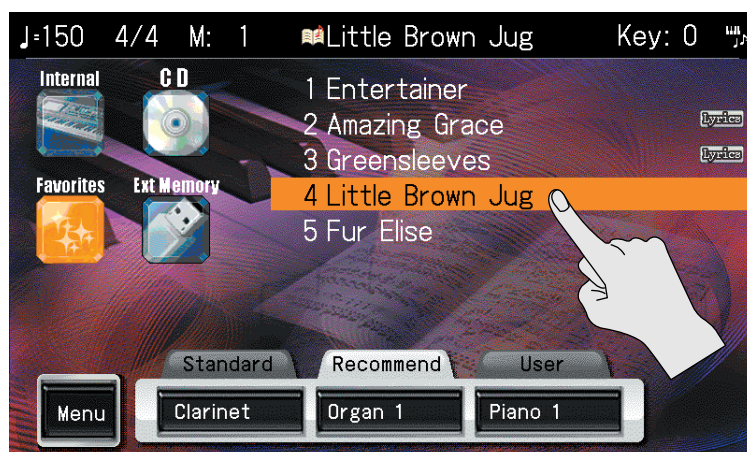 ♩=150 4/4 M: 1 Little Brown Jug Key: 0
Internal CD
Favorites Ext Memory
1 Entertainer
2 Amazing Grace Lyrics
3 Greensleeves Lyrics
4 Little Brown Jug
5 Fur Elise
Standard Recommend User
Menu Clarinet Organ 1 Piano 1